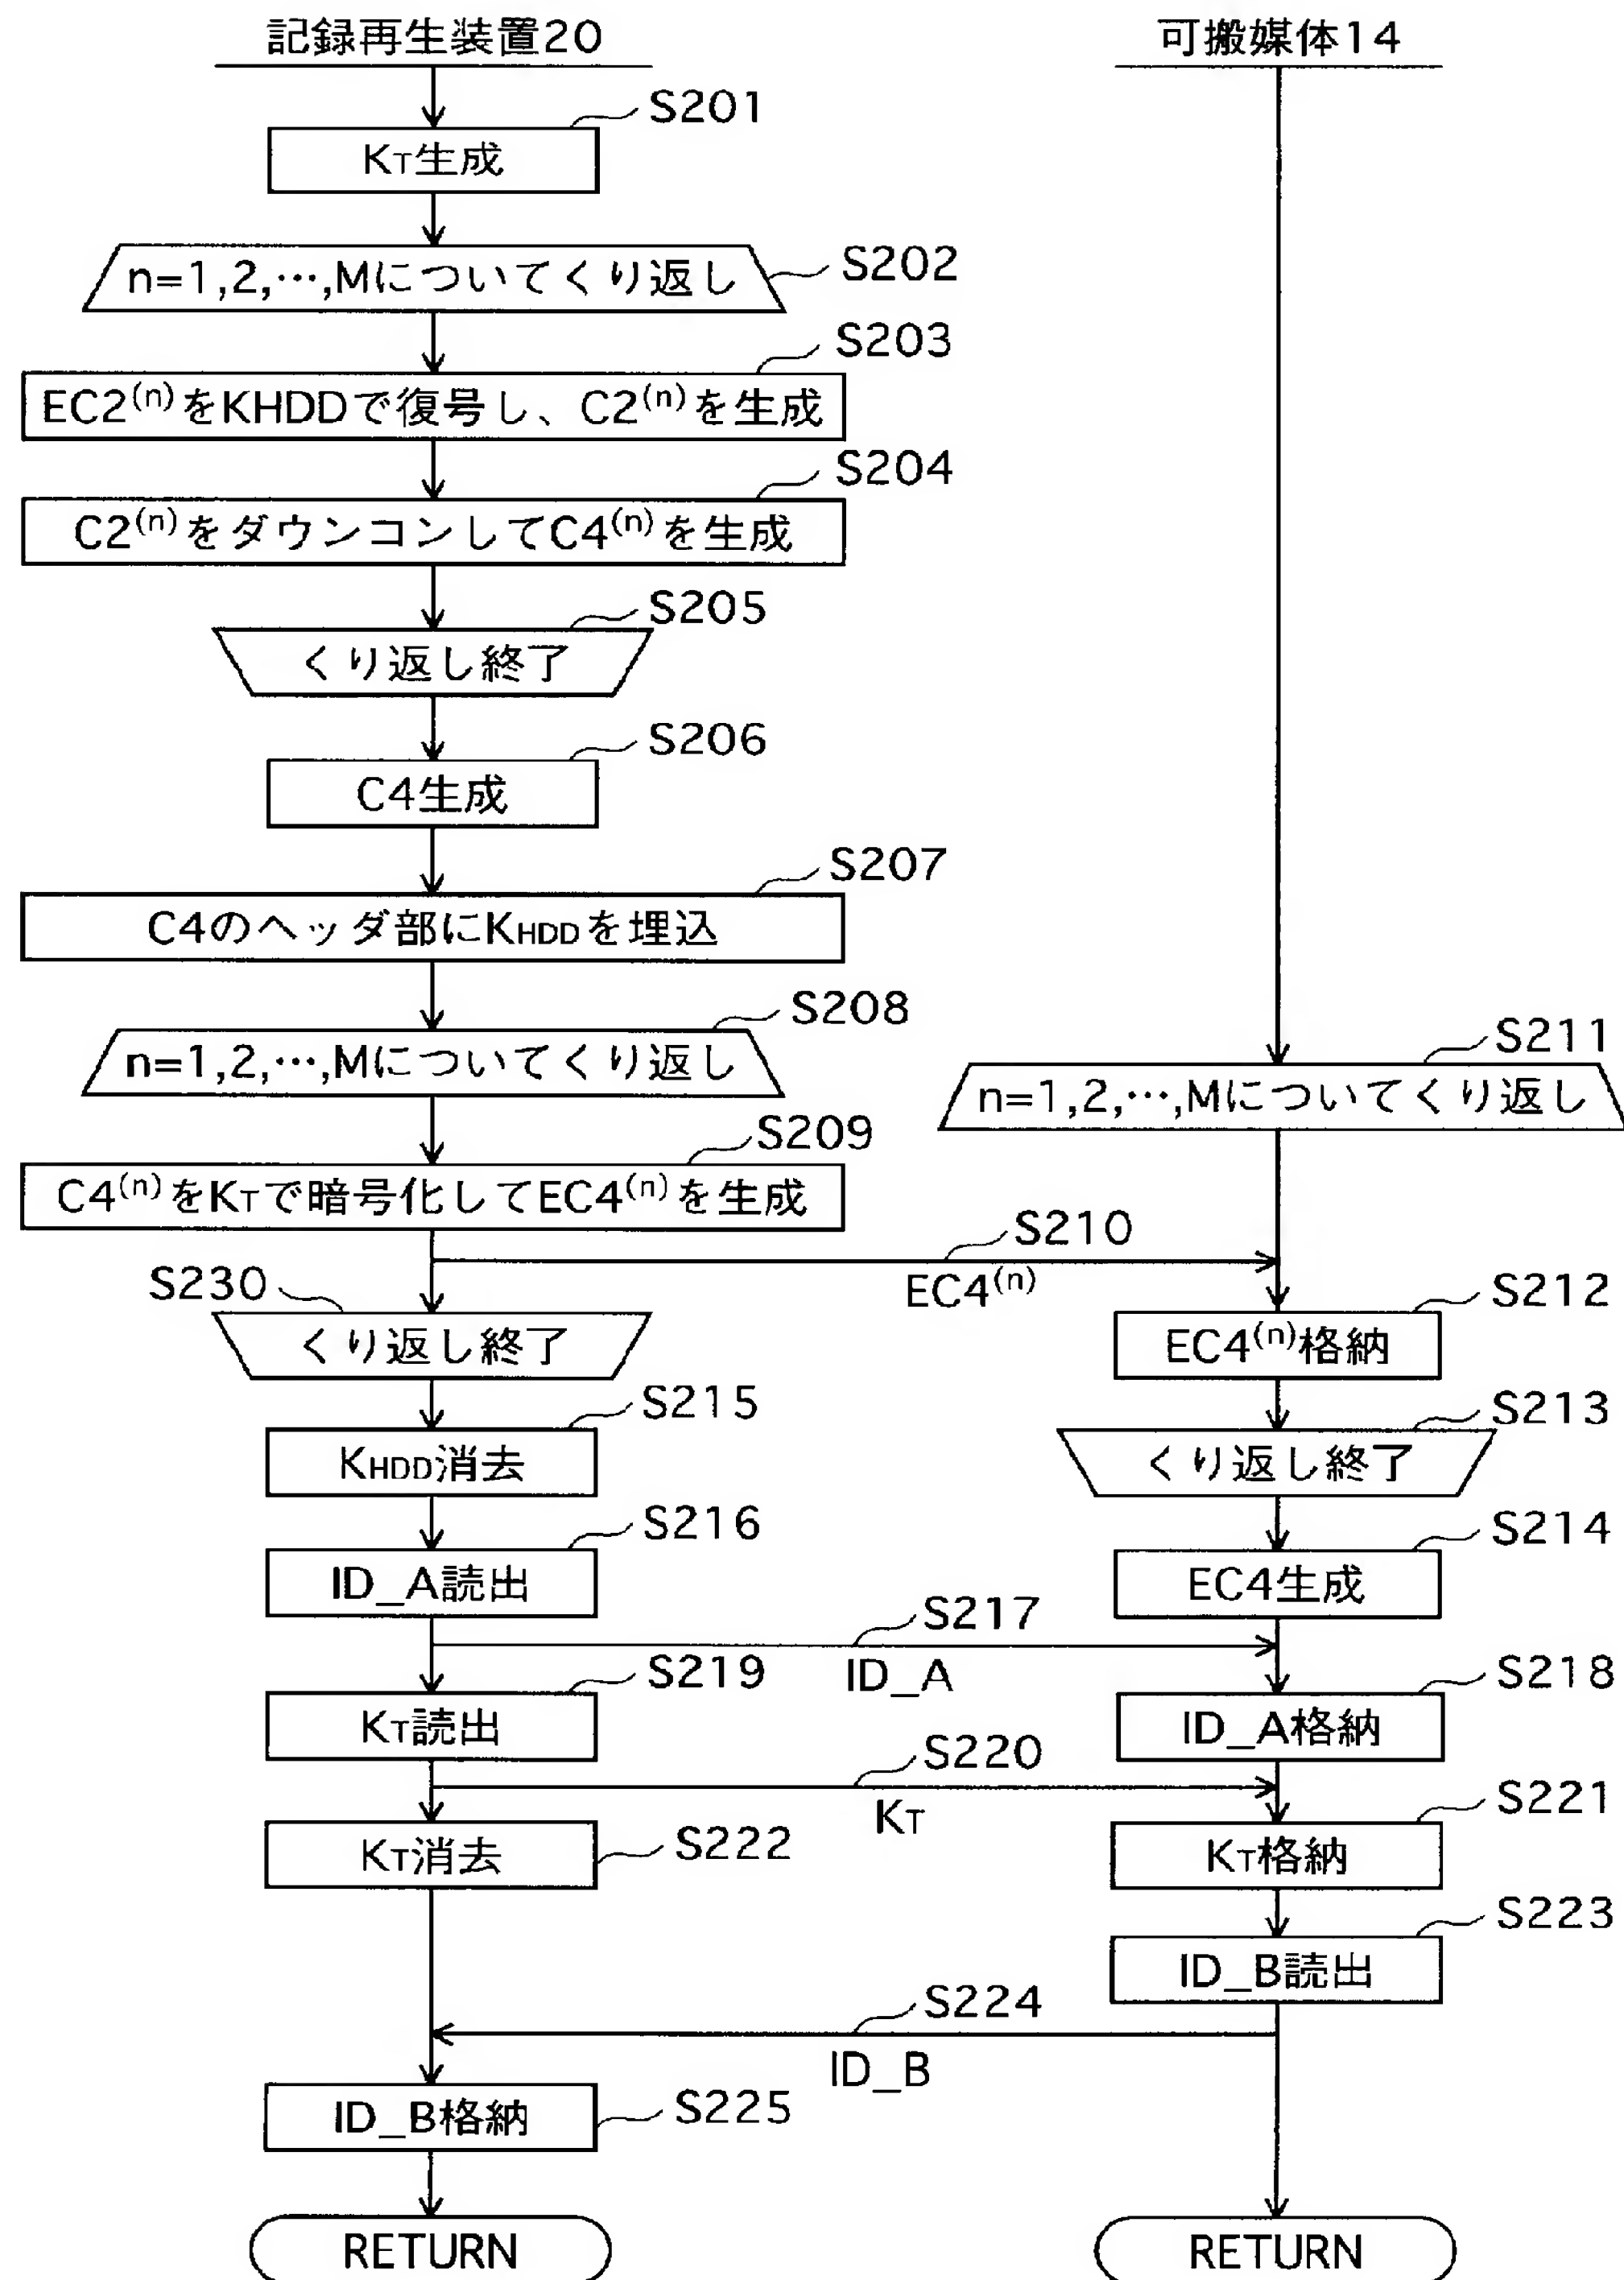 記録再生装置20
可搬媒体14
S201
KT生成
S202
n=1,2,…,Mについてくり返し
S203
EC2(n)をKHDDで復号し、C2(n)を生成
S204
C2(n)をダウンコンしてC4(n)を生成
S205
くり返し終了
S206
C4生成
S207
C4のヘッダ部にKHDDを埋込
S208
n=1,2,…,Mについてくり返し
S211
n=1,2,…,Mについてくり返し
S209
C4(n)をKTで暗号化してEC4(n)を生成
S210
EC4(n)
S230
くり返し終了
S212
EC4(n)格納
S215
KHDD消去
S213
くり返し終了
S216
ID_A読出
S214
EC4生成
S217
ID_A
S219
KT読出
S218
ID_A格納
S220
KT
S222
KT消去
S221
KT格納
S223
ID_B読出
S224
ID_B
S225
ID_B格納
RETURN
RETURN